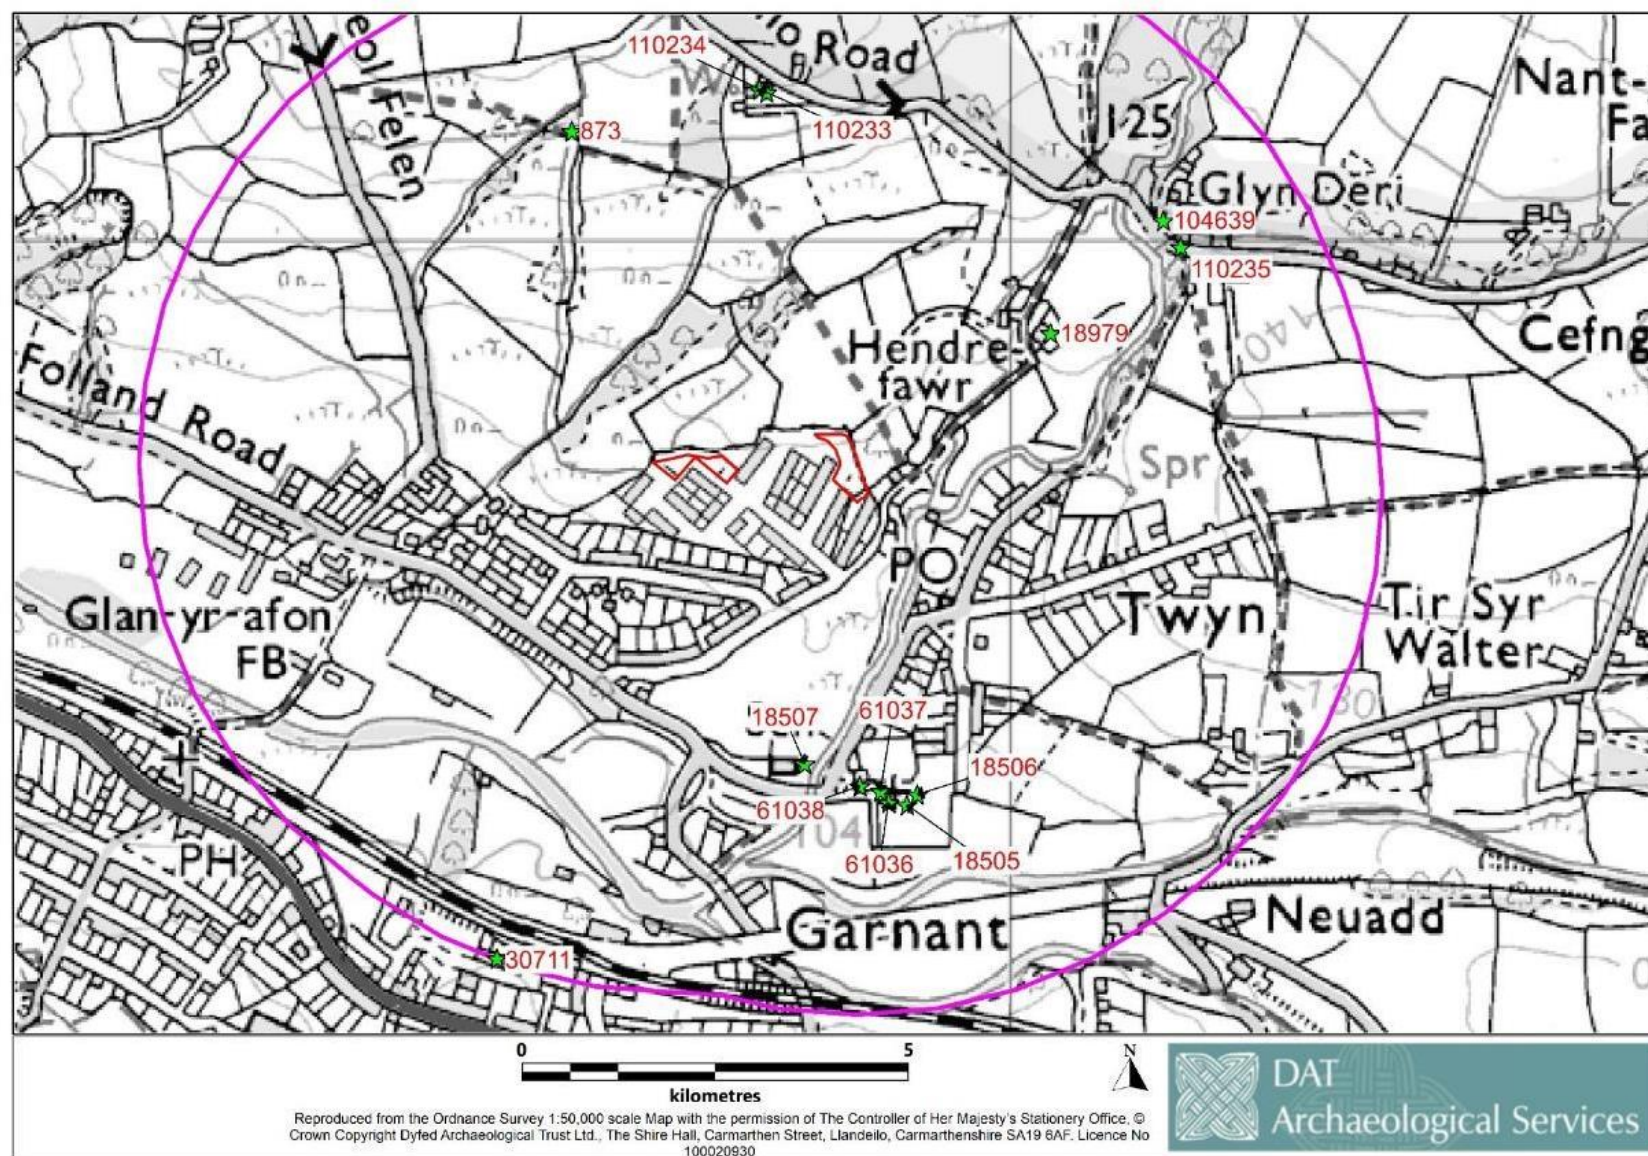 110234
Road
Nant-
Fa
Felen
873
110233
125
Glyn Deri
104639
110235
18979
Hendre-
fawr
140
Cefng
Folland Road
Spr
PO
Glan-yr-afon
FB
Twyn
Tir Syr
Walter
130
18507
61037
18506
61038
104
61036
18505
PH
Garnant
Neuadd
30711
0 5
kilometres
N
DAT
Archaeological Services
Reproduced from the Ordnance Survey 1:50,000 scale Map with the permission of The Controller of Her Majesty's Stationery Office, ©
Crown Copyright Dyfed Archaeological Trust Ltd., The Shire Hall, Carmarthen Street, Llandeilo, Carmarthenshire SA19 6AF. Licence No
100020930